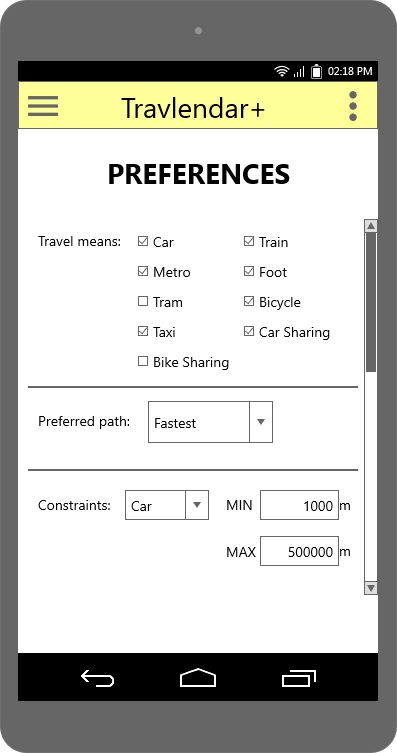 02:18 PM
Travlendar+
PREFERENCES
Travel means: Car Train
Metro Foot
Tram Bicycle
Taxi Car Sharing
Bike Sharing
Preferred path: Fastest
Constraints: Car MIN 1000 m
MAX 500000 m